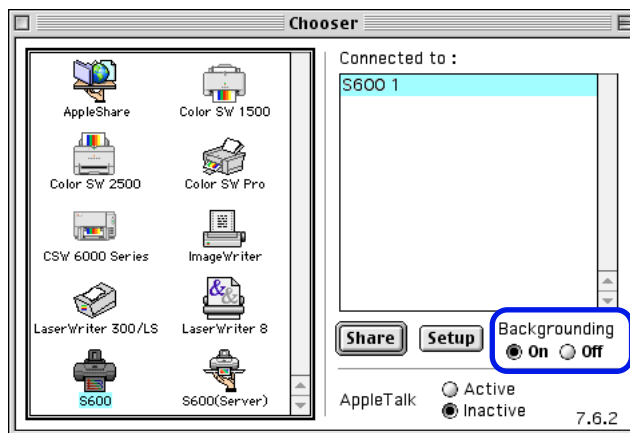 Chooser
AppleShare
Color SW 1500
Color SW 2500
Color SW Pro
CSW 6000 Series
ImageWriter
LaserWriter 300/LS
LaserWriter 8
S600
S600(Server)
Connected to :
S600 1
Share
Setup
Backgrounding
On Off
AppleTalk
Active
Inactive
7.6.2